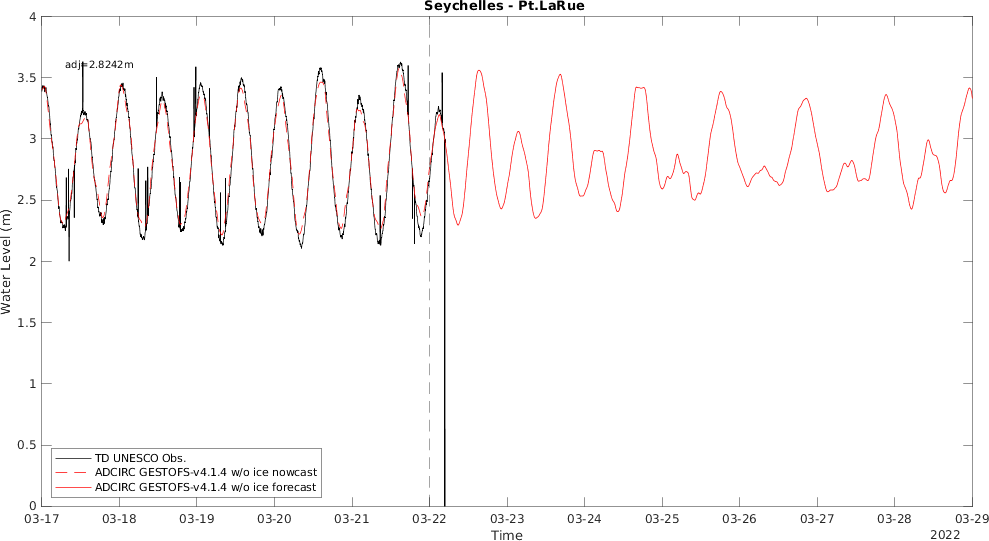 Seychelles - Pt.LaRue
4
3.5
3
2.5
2
1.5
1
0.5
0
Water Level (m)
adj=2.8242m
TD UNESCO Obs.
ADCIRC GESTOFS-v4.1.4 w/o ice nowcast
ADCIRC GESTOFS-v4.1.4 w/o ice forecast
03-17 03-18 03-19 03-20 03-21 03-22 03-23 03-24 03-25 03-26 03-27 03-28 03-29
Time
2022